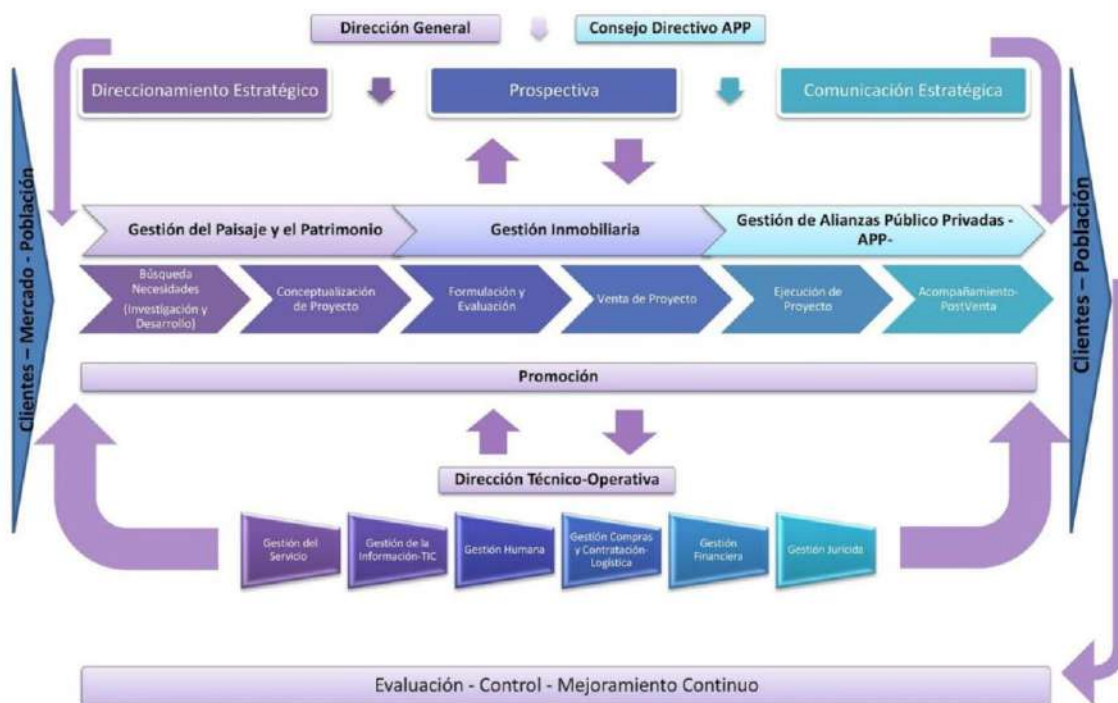 Dirección General
Consejo Directivo APP
Direccionamiento Estratégico
Prospectiva
Comunicación Estratégica
Clientes – Mercado - Población
Gestión del Paisaje y el Patrimonio
Gestión Inmobiliaria
Gestión de Alianzas Público Privadas -
APP-
Búsqueda
Necesidades
(Investigación y
Desarrollo)
Conceptualización
de Proyecto
Formulación y
Evaluación
Venta de Proyecto
Ejecución de
Proyecto
Acompañamiento-
PostVenta
Clientes – Población
Promoción
Dirección Técnico-Operativa
Gestión del
Servicio
Gestión de la
Información-TIC
Gestión Humana
Gestión Compras
y Contratación-
Logística
Gestión
Financiera
Gestión Juricida
Evaluación - Control - Mejoramiento Continuo